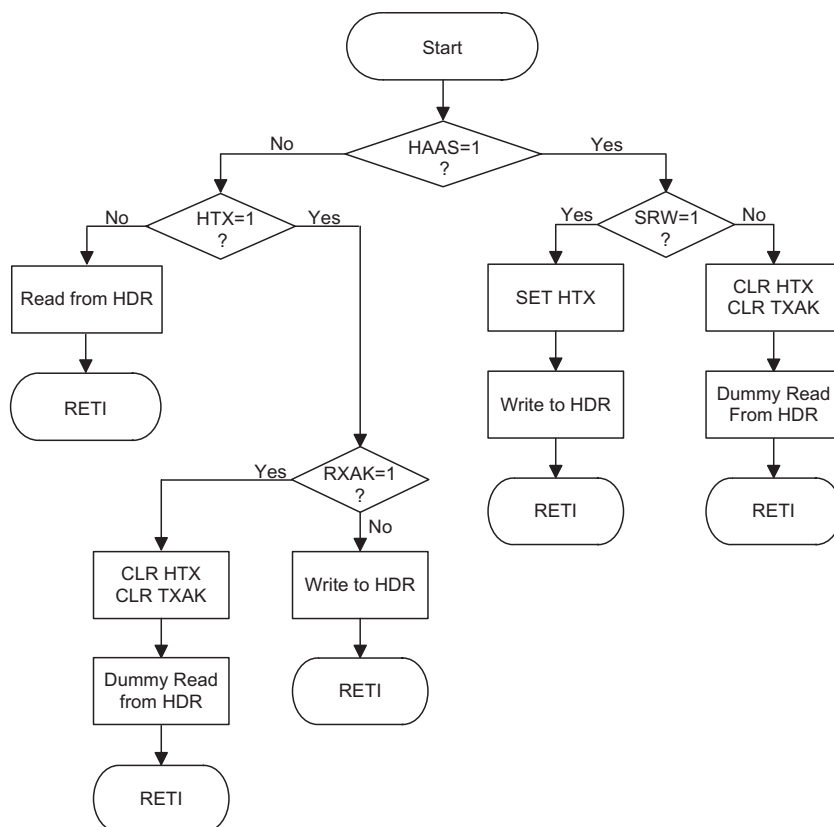 Start
No
HAAS=1
?
Yes
No
HTX=1
?
Yes
Yes
SRW=1
?
No
Read from HDR
SET HTX
CLR HTX
CLR TXAK
RETI
Write to HDR
Dummy Read
From HDR
Yes
RXAK=1
?
No
RETI
RETI
CLR HTX
CLR TXAK
Write to HDR
Dummy Read
from HDR
RETI
RETI